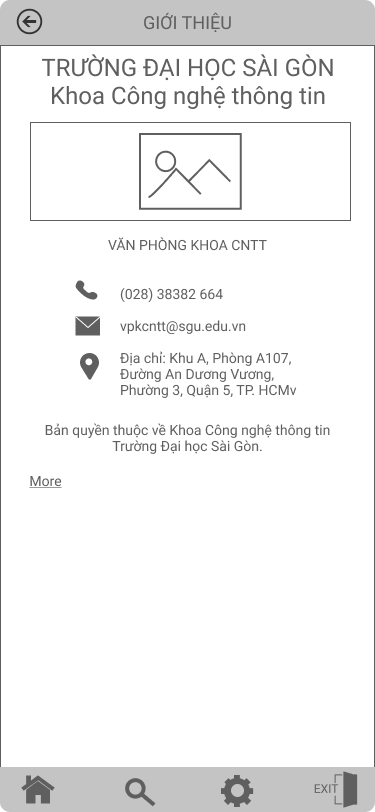 GIỚI THIỆU
TRƯỜNG ĐẠI HỌC SÀI GÒN
Khoa Công nghệ thông tin
VĂN PHÒNG KHOA CNTT
(028) 38382 664
vpkcntt@sgu.edu.vn
Địa chỉ: Khu A, Phòng A107,
Đường An Dương Vương,
Phường 3, Quận 5, TP. HCMv
Bản quyền thuộc về Khoa Công nghệ thông tin
Trường Đại học Sài Gòn.
More
EXIT